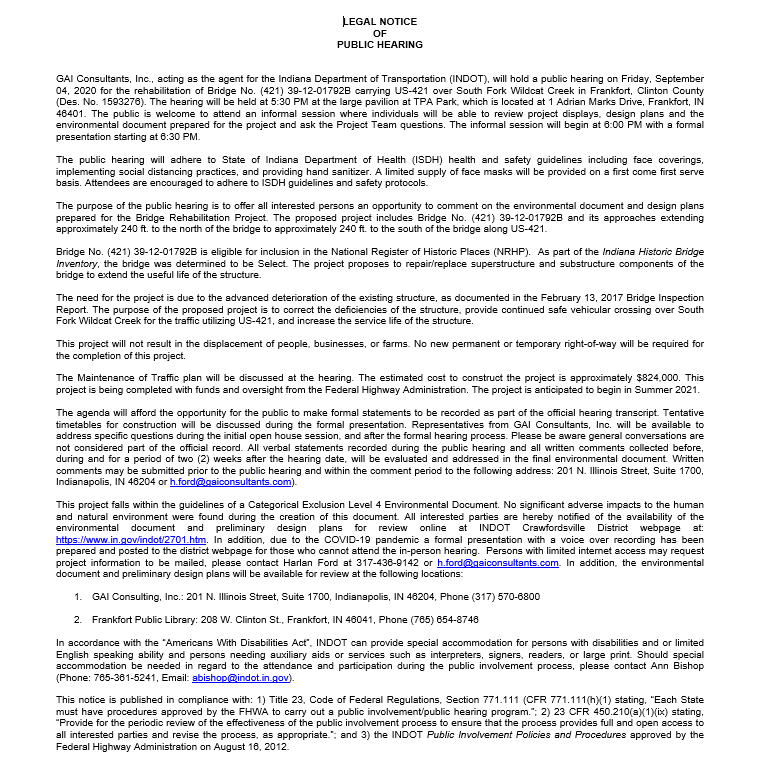 LEGAL NOTICE
OF
PUBLIC HEARING
GAI Consultants, Inc., acting as the agent for the Indiana Department of Transportation (INDOT), will hold a public hearing on Friday, September
04, 2020 for the rehabilitation of Bridge No. (421) 39-12-01792B carrying US-421 over South Fork Wildcat Creek in Frankfort, Clinton County
(Des. No. 1593276). The hearing will be held at 5:30 PM at the large pavilion at TPA Park, which is located at 1 Adrian Marks Drive, Frankfort, IN
46401. The public is welcome to attend an informal session where individuals will be able to review project displays, design plans and the
environmental document prepared for the project and ask the Project Team questions. The informal session will begin at 6:00 PM with a formal
presentation starting at 6:30 PM.
The public hearing will adhere to State of Indiana Department of Health (ISDH) health and safety guidelines including face coverings,
implementing social distancing practices, and providing hand sanitizer. A limited supply of face masks will be provided on a first come first serve
basis. Attendees are encouraged to adhere to ISDH guidelines and safety protocols.
The purpose of the public hearing is to offer all interested persons an opportunity to comment on the environmental document and design plans
prepared for the Bridge Rehabilitation Project. The proposed project includes Bridge No. (421) 39-12-01792B and its approaches extending
approximately 240 ft. to the north of the bridge to approximately 240 ft. to the south of the bridge along US-421.
Bridge No. (421) 39-12-01792B is eligible for inclusion in the National Register of Historic Places (NRHP). As part of the Indiana Historic Bridge
Inventory, the bridge was determined to be Select. The project proposes to repair/replace superstructure and substructure components of the
bridge to extend the useful life of the structure.
The need for the project is due to the advanced deterioration of the existing structure, as documented in the February 13, 2017 Bridge Inspection
Report. The purpose of the proposed project is to correct the deficiencies of the structure, provide continued safe vehicular crossing over South
Fork Wildcat Creek for the traffic utilizing US-421, and increase the service life of the structure.
This project will not result in the displacement of people, businesses, or farms. No new permanent or temporary right-of-way will be required for
the completion of this project.
The Maintenance of Traffic plan will be discussed at the hearing. The estimated cost to construct the project is approximately $824,000. This
project is being completed with funds and oversight from the Federal Highway Administration. The project is anticipated to begin in Summer 2021.
The agenda will afford the opportunity for the public to make formal statements to be recorded as part of the official hearing transcript. Tentative
timetables for construction will be discussed during the formal presentation. Representatives from GAI Consultants, Inc. will be available to
address specific questions during the initial open house session, and after the formal hearing process. Please be aware general conversations are
not considered part of the official record. All verbal statements recorded during the public hearing and all written comments collected before,
during and for a period of two (2) weeks after the hearing date, will be evaluated and addressed in the final environmental document. Written
comments may be submitted prior to the public hearing and within the comment period to the following address: 201 N. Illinois Street, Suite 1700,
Indianapolis, IN 46204 or h.ford@gaiconsultants.com).
This project falls within the guidelines of a Categorical Exclusion Level 4 Environmental Document. No significant adverse impacts to the human
and natural environment were found during the creation of this document. All interested parties are hereby notified of the availability of the
environmental document and preliminary design plans for review online at INDOT Crawfordsville District webpage at:
https://www.in.gov/indot/2701.htm. In addition, due to the COVID-19 pandemic a formal presentation with a voice over recording has been
prepared and posted to the district webpage for those who cannot attend the in-person hearing. Persons with limited internet access may request
project information to be mailed, please contact Harlan Ford at 317-436-9142 or h.ford@gaiconsultants.com. In addition, the environmental
document and preliminary design plans will be available for review at the following locations:
1. GAI Consulting, Inc.: 201 N. Illinois Street, Suite 1700, Indianapolis, IN 46204, Phone (317) 570-6800
2. Frankfort Public Library: 208 W. Clinton St., Frankfort, IN 46041, Phone (765) 654-8746
In accordance with the “Americans With Disabilities Act”, INDOT can provide special accommodation for persons with disabilities and or limited
English speaking ability and persons needing auxiliary aids or services such as interpreters, signers, readers, or large print. Should special
accommodation be needed in regard to the attendance and participation during the public involvement process, please contact Ann Bishop
(Phone: 765-361-5241, Email: abishop@indot.in.gov).
This notice is published in compliance with: 1) Title 23, Code of Federal Regulations, Section 771.111 (CFR 771.111(h)(1) stating, “Each State
must have procedures approved by the FHWA to carry out a public involvement/public hearing program.”; 2) 23 CFR 450.210(a)(1)(ix) stating,
“Provide for the periodic review of the effectiveness of the public involvement process to ensure that the process provides full and open access to
all interested parties and revise the process, as appropriate.”; and 3) the INDOT Public Involvement Policies and Procedures approved by the
Federal Highway Administration on August 16, 2012.